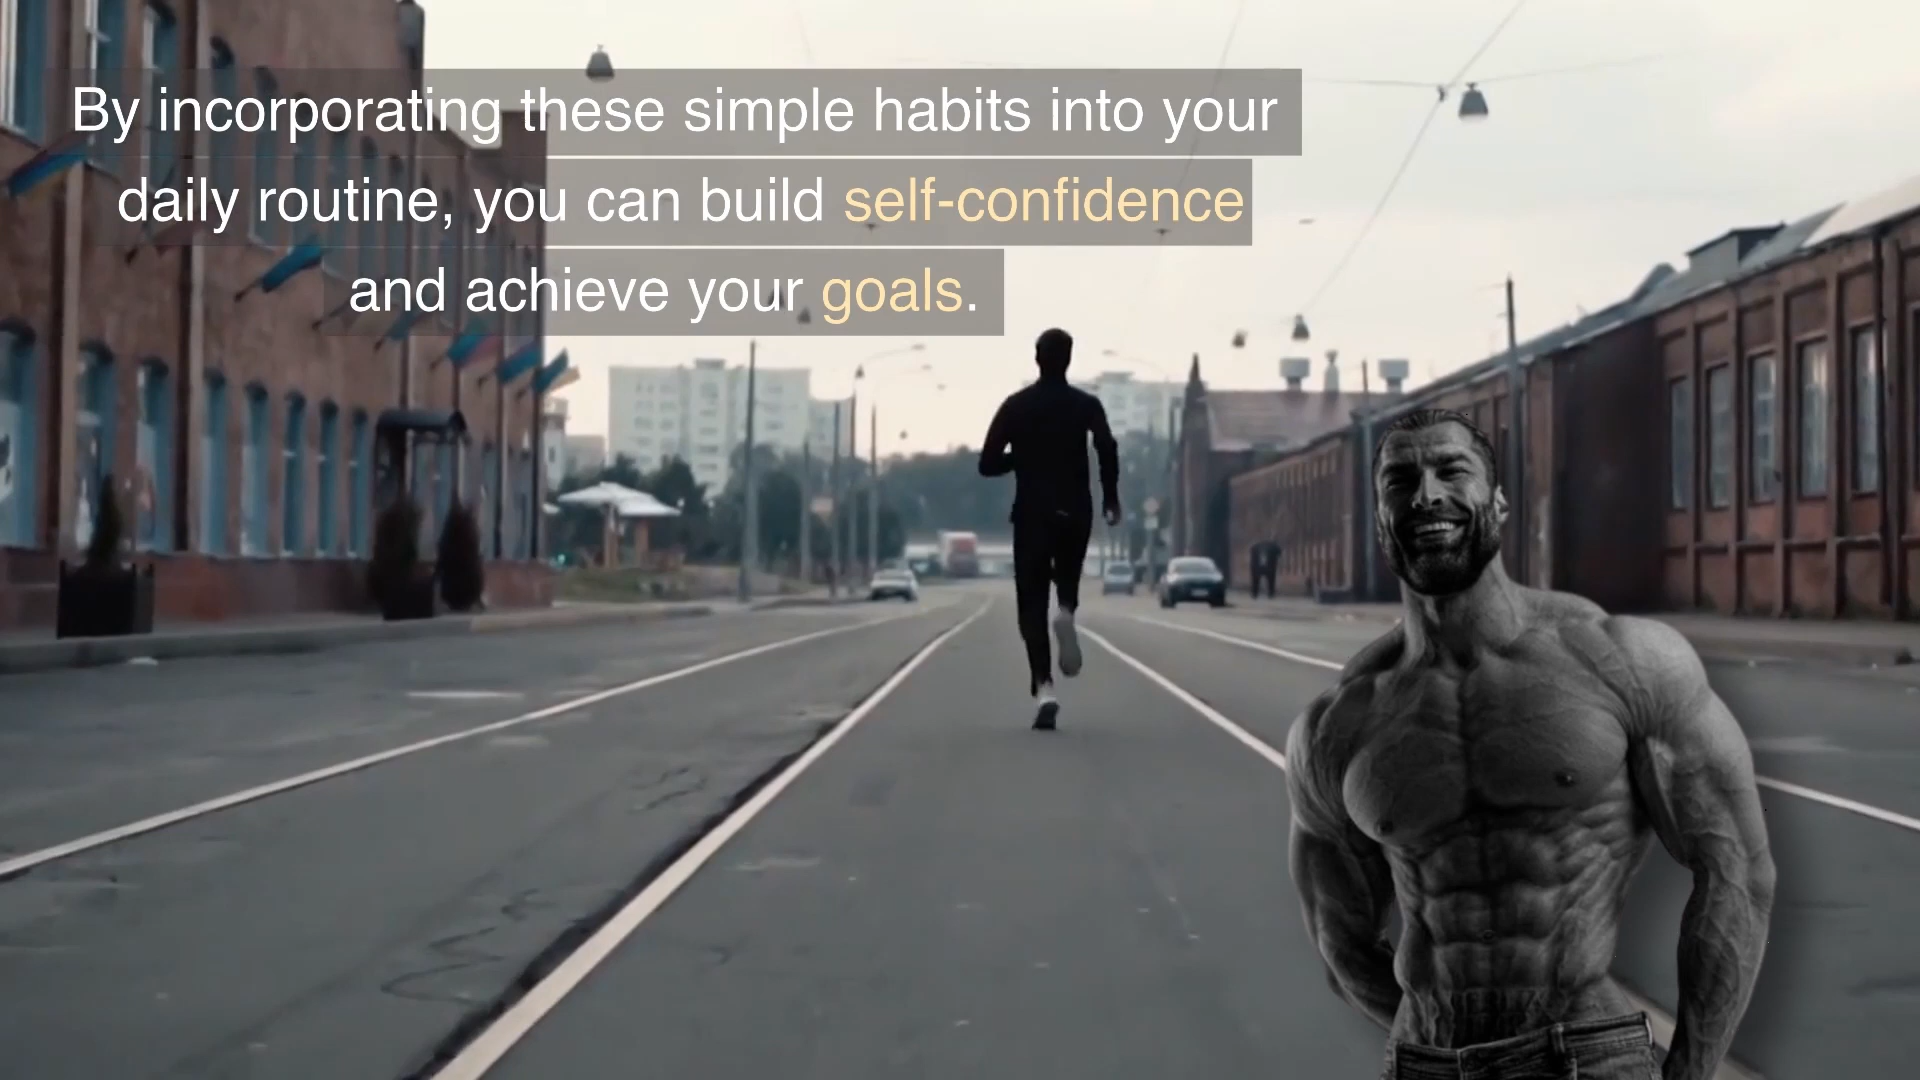 By incorporating these simple habits into your
daily routine, you can build self-confidence
and achieve your goals.